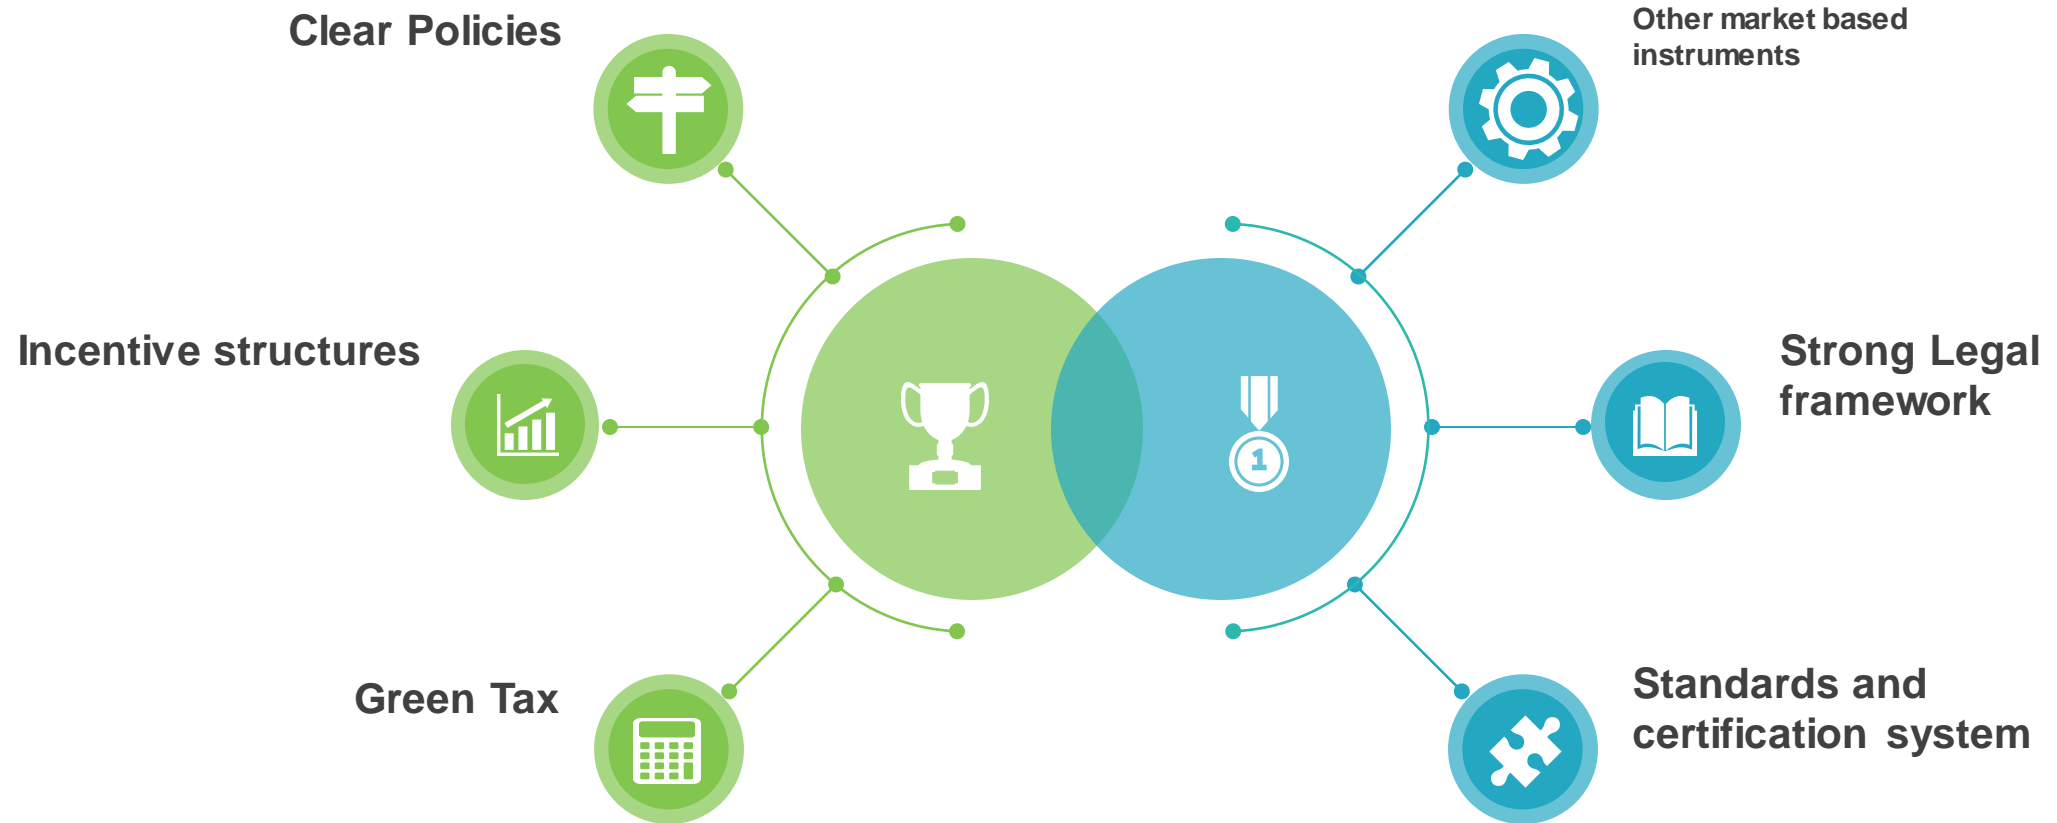 Clear Policies
Incentive structures
Green Tax
Other market based
instruments
Strong Legal
framework
Standards and
certification system
1